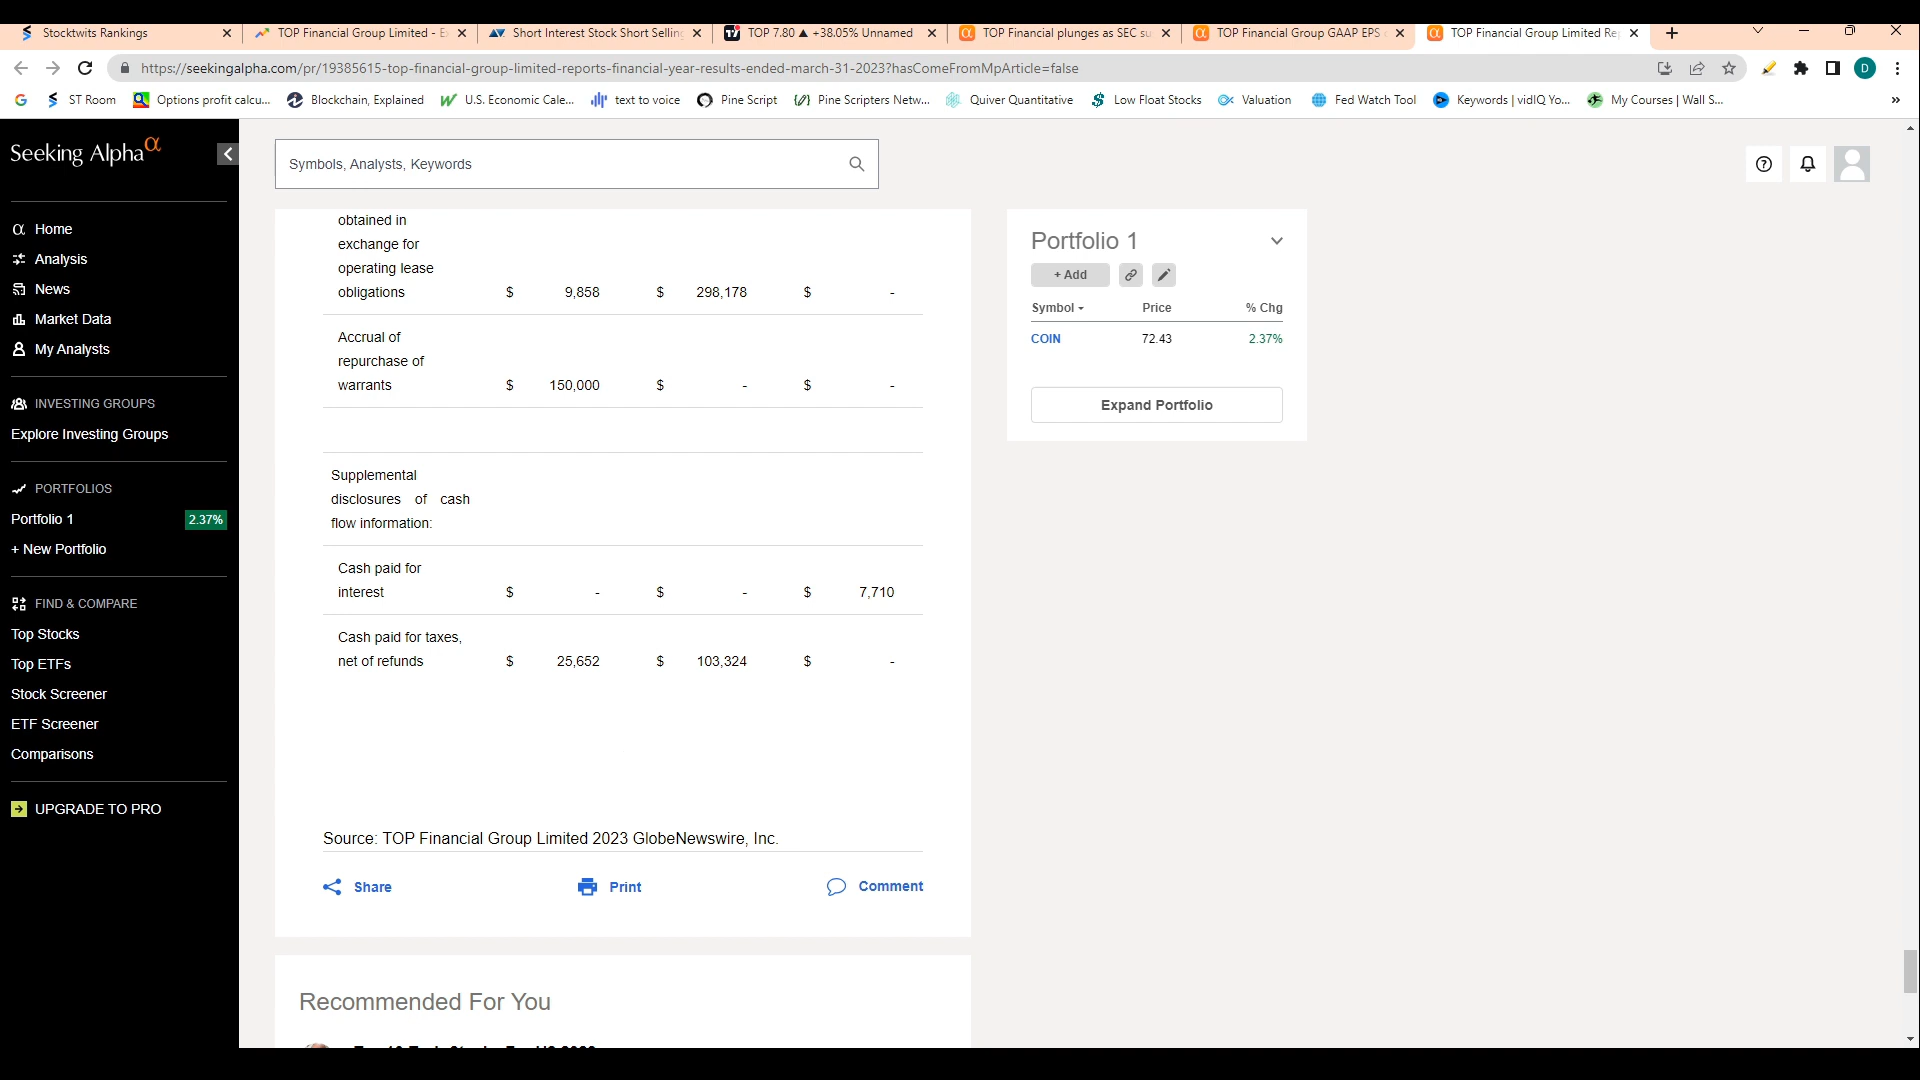 Stocktwits Rankings
TOP Financial Group Limited - E
Short Interest Stock Short Selling
TOP 7.80 ▲ +38.05% Unnamed
TOP Financial plunges as SEC su
TOP Financial Group GAAP EPS
TOP Financial Group Limited Re
https://seekingalpha.com/pr/19385615-top-financial-group-limited-reports-financial-year-results-ended-march-31-2023?hasComeFromMpArticle=false
D
ST Room
Options profit calcu...
Blockchain, Explained
U.S. Economic Cale...
text to voice
Pine Script
Pine Scripters Netw...
Quiver Quantitative
Low Float Stocks
Valuation
Fed Watch Tool
Keywords | vidIQ Yo...
My Courses | Wall S...
»
Seeking Alpha α
Symbols, Analysts, Keywords
Home
Analysis
News
Market Data
My Analysts
INVESTING GROUPS
Explore Investing Groups
PORTFOLIOS
Portfolio 1 2.37%
+ New Portfolio
FIND & COMPARE
Top Stocks
Top ETFs
Stock Screener
ETF Screener
Comparisons
UPGRADE TO PRO
obtained in
exchange for
operating lease
obligations $ 9,858 $ 298,178 $ -
Accrual of
repurchase of
warrants $ 150,000 $ - $ -
Supplemental
disclosures of cash
flow information:
Cash paid for
interest $ - $ - $ 7,710
Cash paid for taxes,
net of refunds $ 25,652 $ 103,324 $ -
Source: TOP Financial Group Limited 2023 GlobeNewswire, Inc.
Share
Print
Comment
Recommended For You
Portfolio 1
+ Add
Symbol Price % Chg
COIN 72.43 2.37%
Expand Portfolio